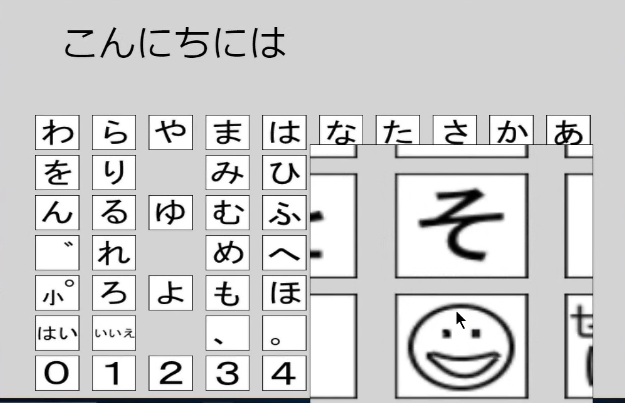 こんにちには
わ ら や ま は な た さ か あ
を り み ひ
ん る ゆ む ふ
゛ れ め へ そ
小゜ ろ よ も ほ
はい いいえ 、 。
0 1 2 3 4